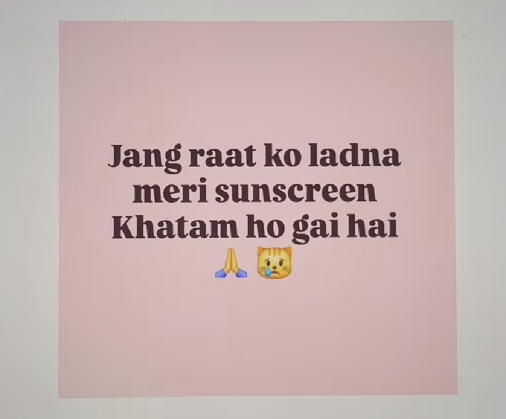 Jang raat ko ladna
meri sunscreen
Khatam ho gai hai
🙏 😿